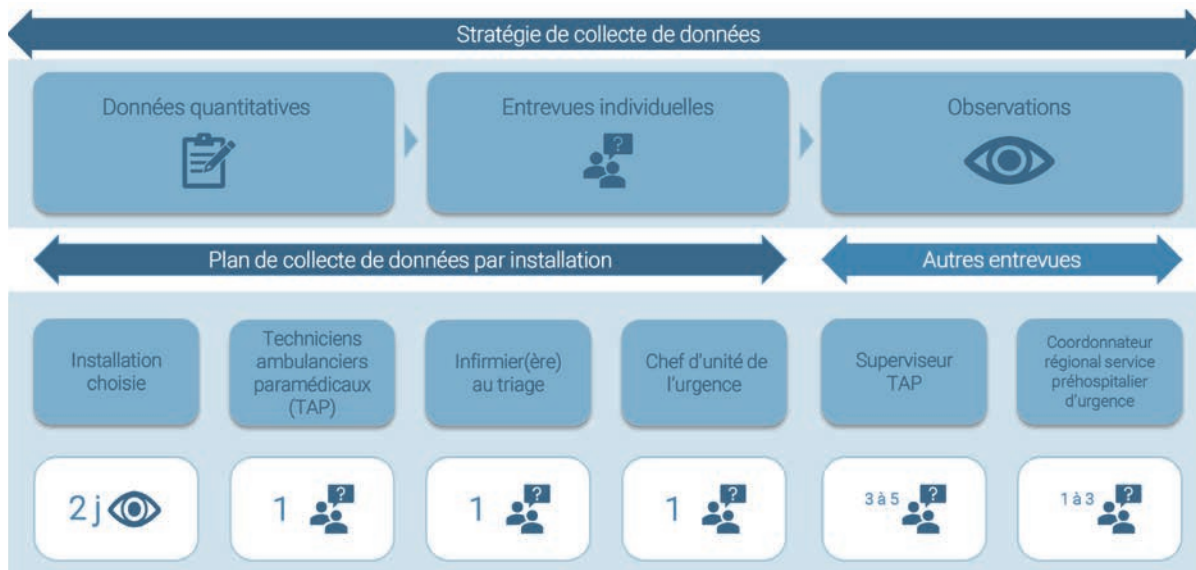 Stratégie de collecte de données
Données quantitatives
Entrevues individuelles
?
Observations
Plan de collecte de données par installation
Autres entrevues
Installation
choisie
Techniciens
ambulanciers
paramédicaux
(TAP)
Infirmier(ère)
au triage
Chef d'unité de
l'urgence
Superviseur
TAP
Coordonnateur
régional service
préhospitalier
d'urgence
2 j
1 ?
1 ?
1 ?
3 à 5 ?
1 à 3 ?